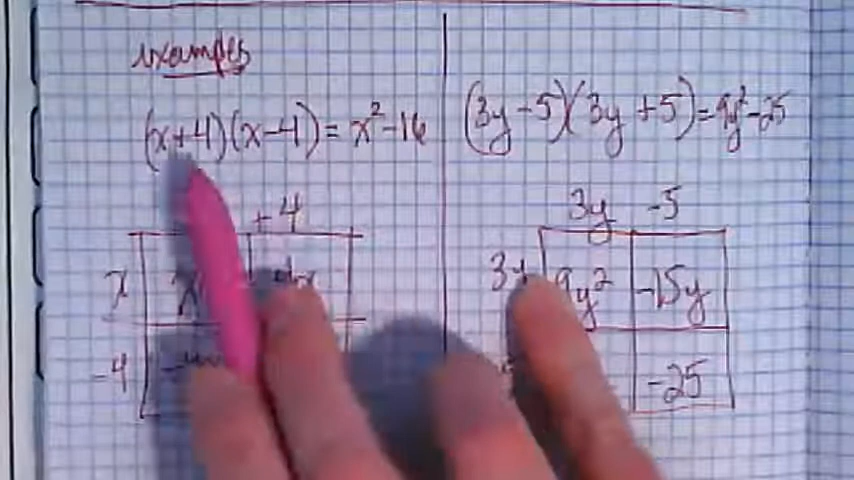 examples
(x+4)(x-4) = x²-16
+4
x
-4
(3y-5)(3y+5) = 9y²-25
3y -5
3y 9y² -15y
-25